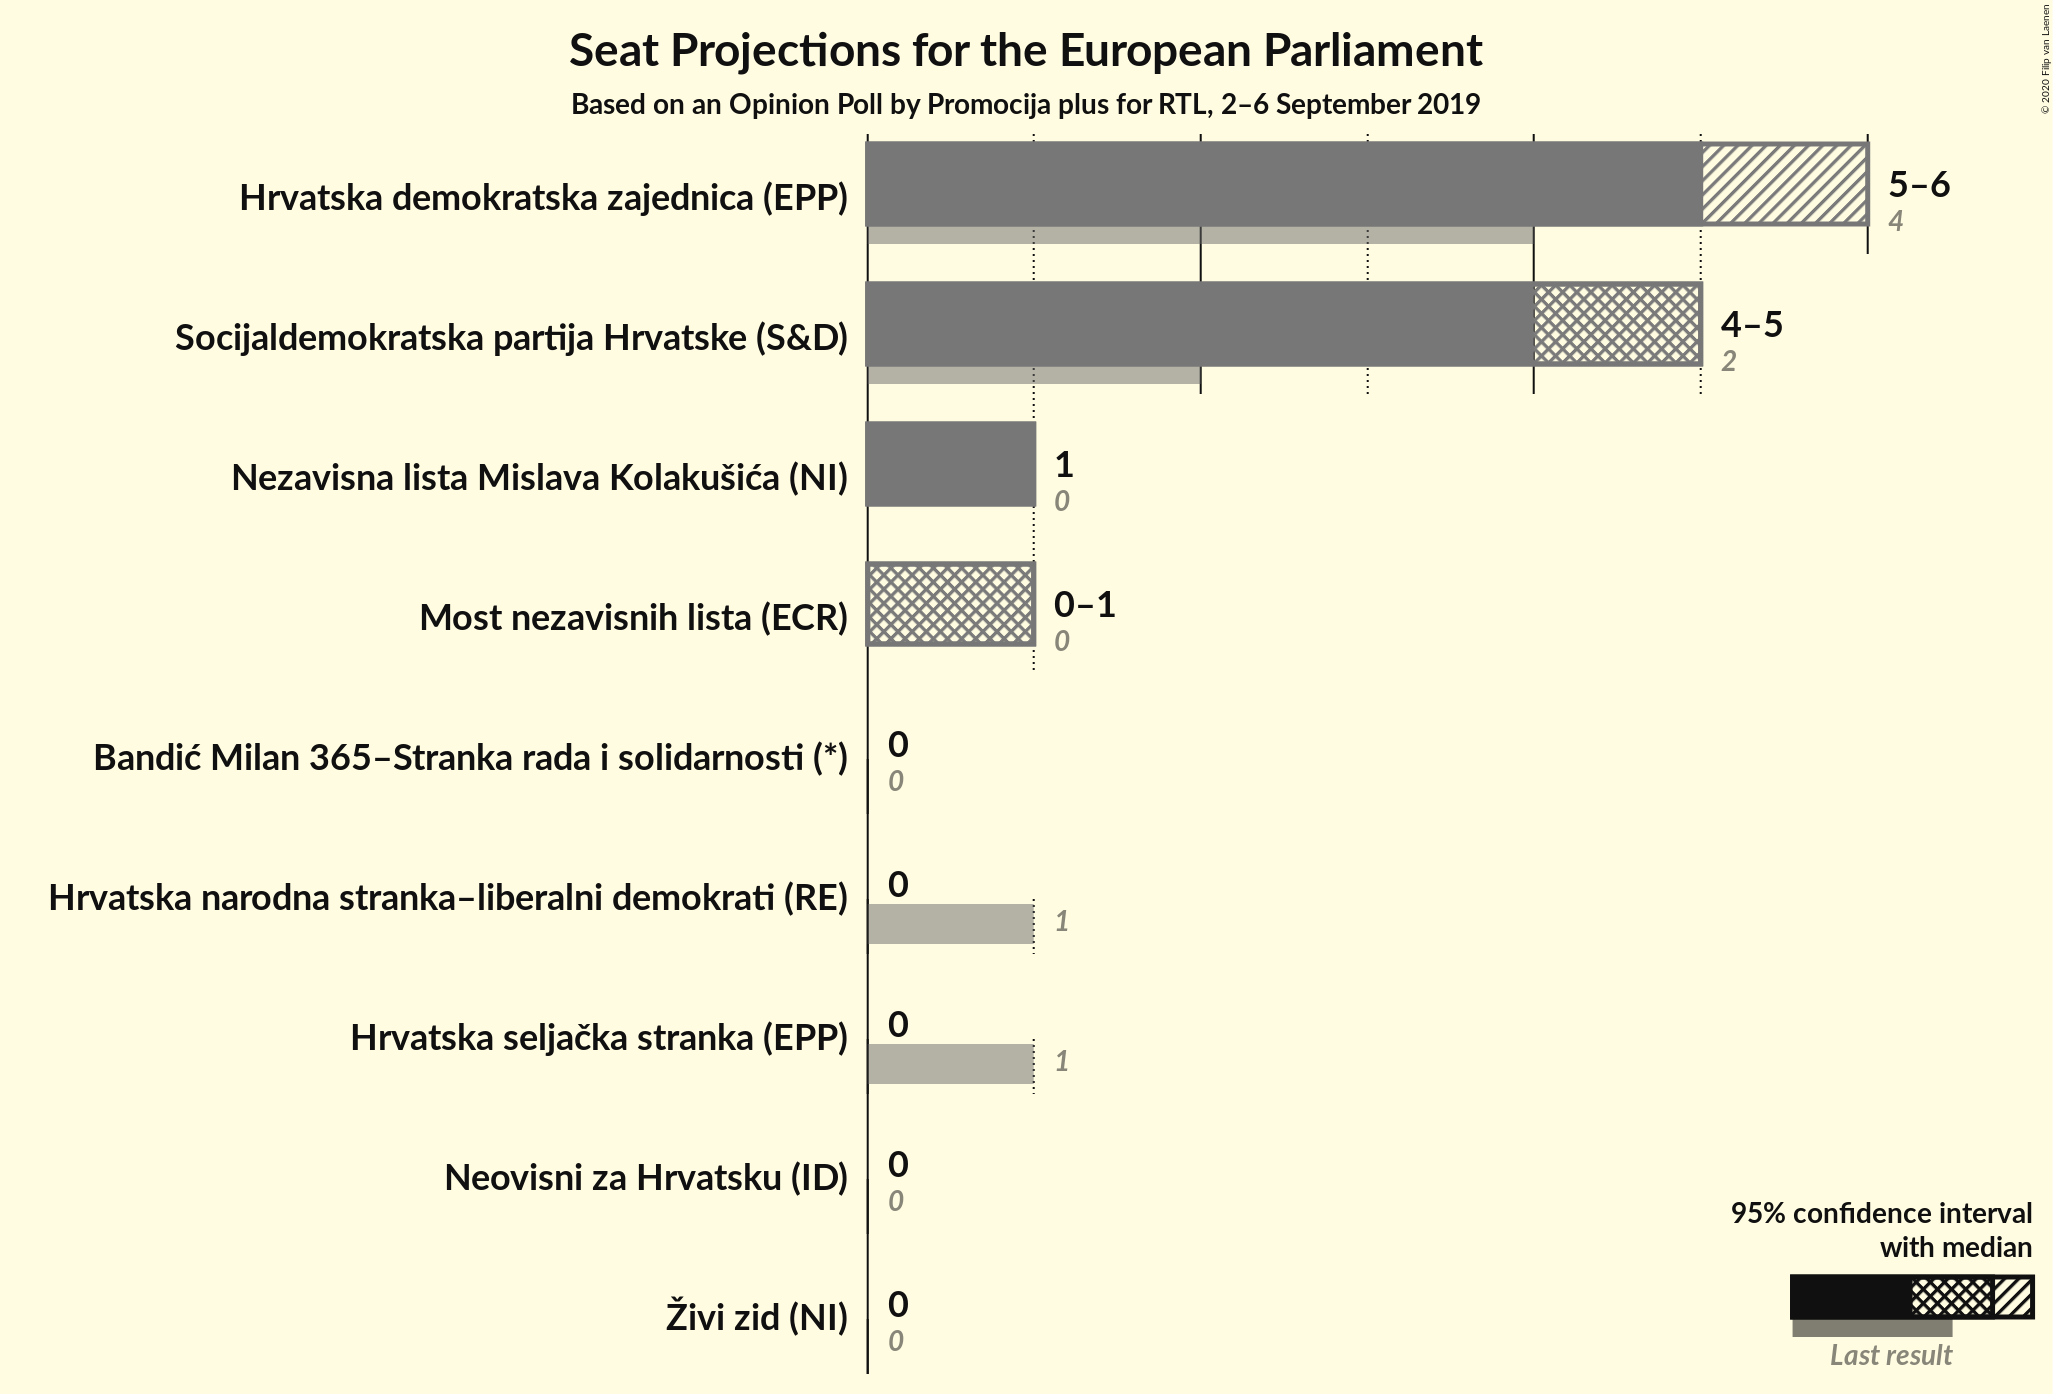 Seat Projections for the European Parliament
Based on an Opinion Poll by Promocija plus for RTL, 2–6 September 2019
© 2020 Filip van Laenen
Hrvatska demokratska zajednica (EPP)
5–6
4
Socijaldemokratska partija Hrvatske (S&D)
4–5
2
Nezavisna lista Mislava Kolakušića (NI)
1
0
Most nezavisnih lista (ECR)
0–1
0
Bandić Milan 365–Stranka rada i solidarnosti (*)
0
0
Hrvatska narodna stranka–liberalni demokrati (RE)
0
1
Hrvatska seljačka stranka (EPP)
0
1
Neovisni za Hrvatsku (ID)
0
0
Živi zid (NI)
0
0
95% confidence interval
with median
Last result